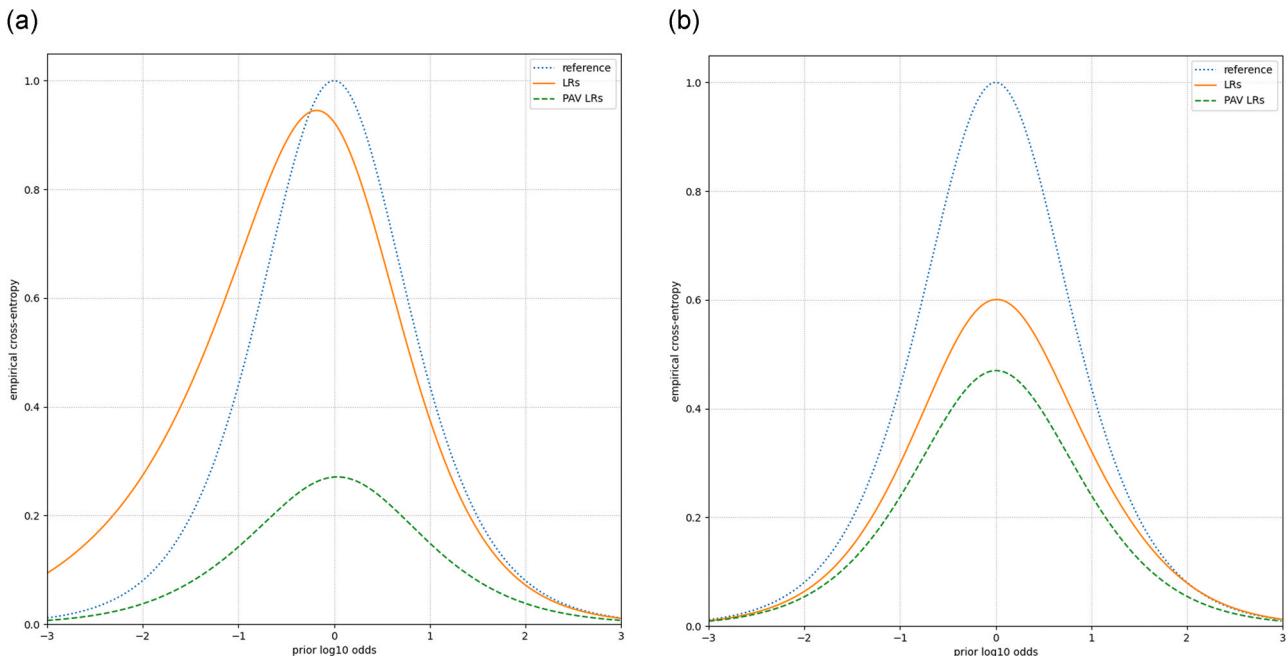 (a)
reference
LRs
PAV LRs
1.0
0.8
0.6
0.4
0.2
0.0
empirical cross-entropy
−3
−2
−1
0
1
2
3
prior log10 odds
(b)
reference
LRs
PAV LRs
1.0
0.8
0.6
0.4
0.2
0.0
empirical cross-entropy
−3
−2
−1
0
1
2
3
prior log10 odds